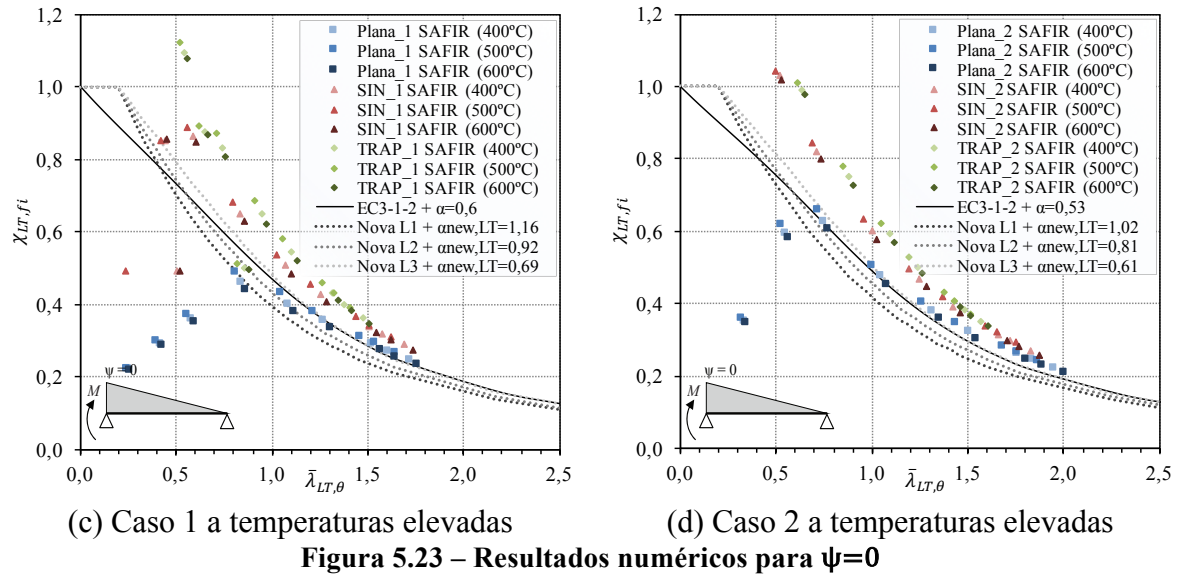 1,2
1,0
0,8
0,6
0,4
0,2
0,0
χLT,fi
Plana_1 SAFIR (400ºC)
Plana_1 SAFIR (500ºC)
Plana_1 SAFIR (600ºC)
SIN_1 SAFIR (400ºC)
SIN_1 SAFIR (500ºC)
SIN_1 SAFIR (600ºC)
TRAP_1 SAFIR (400ºC)
TRAP_1 SAFIR (500ºC)
TRAP_1 SAFIR (600ºC)
EC3-1-2 + α=0,6
Nova L1 + αnew,LT=1,16
Nova L2 + αnew,LT=0,92
Nova L3 + αnew,LT=0,69
ψ = 0
M
0,0 0,5 1,0 1,5 2,0 2,5
λ̄LT,θ
(c) Caso 1 a temperaturas elevadas
1,2
1,0
0,8
0,6
0,4
0,2
0,0
χLT,fi
Plana_2 SAFIR (400ºC)
Plana_2 SAFIR (500ºC)
Plana_2 SAFIR (600ºC)
SIN_2 SAFIR (400ºC)
SIN_2 SAFIR (500ºC)
SIN_2 SAFIR (600ºC)
TRAP_2 SAFIR (400ºC)
TRAP_2 SAFIR (500ºC)
TRAP_2 SAFIR (600ºC)
EC3-1-2 + α=0,53
Nova L1 + αnew,LT=1,02
Nova L2 + αnew,LT=0,81
Nova L3 + αnew,LT=0,61
ψ = 0
M
0,0 0,5 1,0 1,5 2,0 2,5
λ̄LT,θ
(d) Caso 2 a temperaturas elevadas
Figura 5.23 – Resultados numéricos para ψ=0